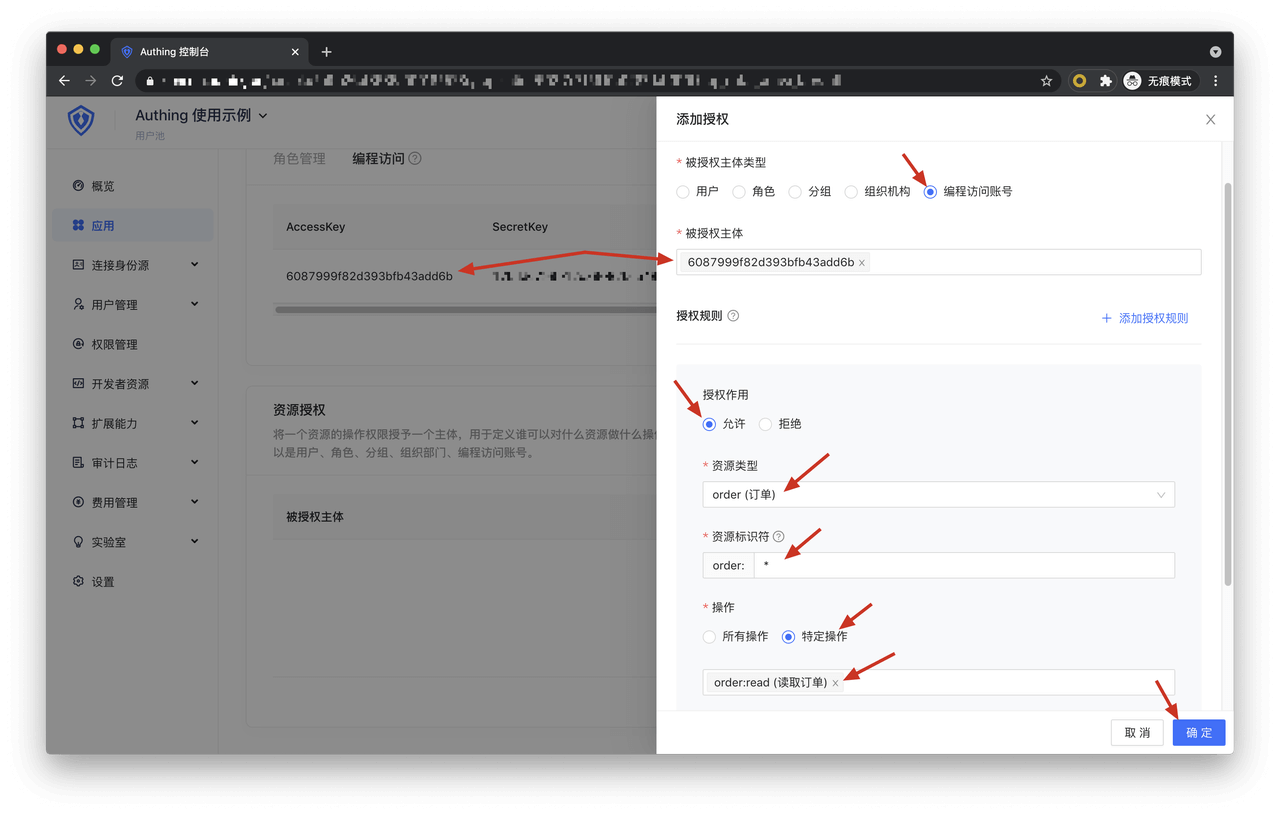 Authing 控制台
无痕模式
Authing 使用示例
用户池
概览
应用
连接身份源
用户管理
权限管理
开发者资源
扩展能力
审计日志
费用管理
实验室
设置
角色管理 编程访问
AccessKey SecretKey
6087999f82d393bfb43add6b
资源授权
将一个资源的操作权限授予一个主体，用于定义谁可以对什么资源做什么操
以是用户、角色、分组、组织部门、编程访问账号。
被授权主体
添加授权
* 被授权主体类型
用户 角色 分组 组织机构 编程访问账号
* 被授权主体
6087999f82d393bfb43add6b ×
授权规则 ?
+ 添加授权规则
授权作用
允许 拒绝
* 资源类型
order (订单)
* 资源标识符 ?
order: *
* 操作
所有操作 特定操作
order:read (读取订单) ×
取 消 确 定